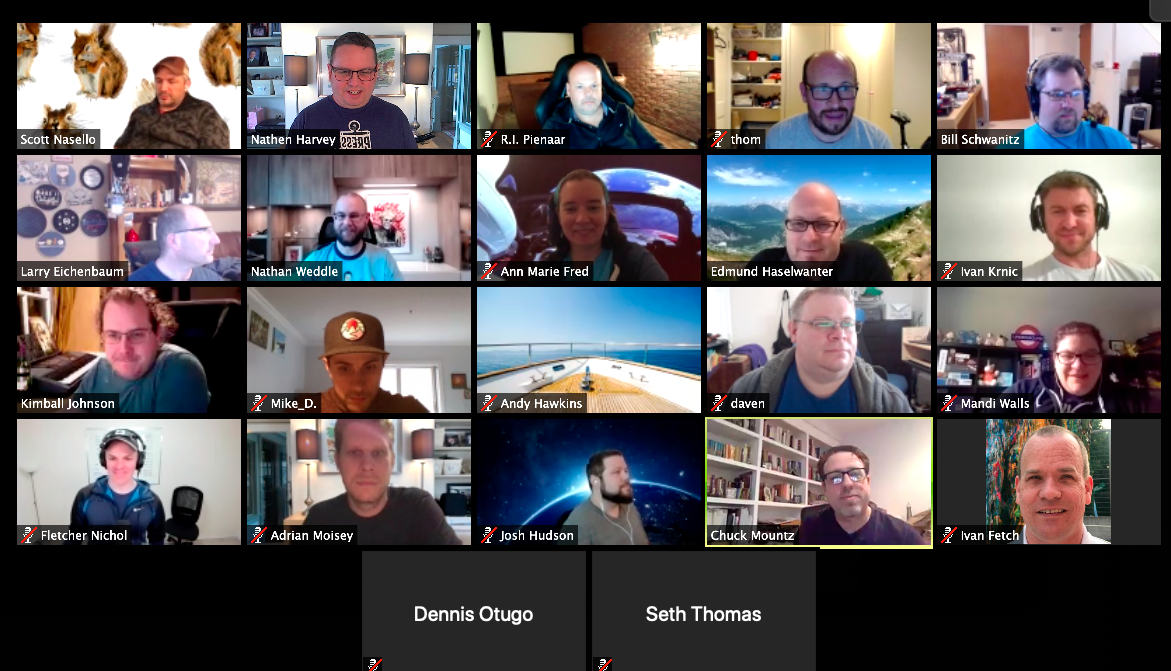 Scott Nasello
Nathen Harvey
R.I. Pienaar
thom
Bill Schwanitz
Larry Eichenbaum
Nathan Weddle
Ann Marie Fred
Edmund Haselwanter
Ivan Krnic
Kimball Johnson
Mike_D.
Andy Hawkins
daven
Mandi Walls
Fletcher Nichol
Adrian Moisey
Josh Hudson
Chuck Mountz
Ivan Fetch
Dennis Otugo
Seth Thomas